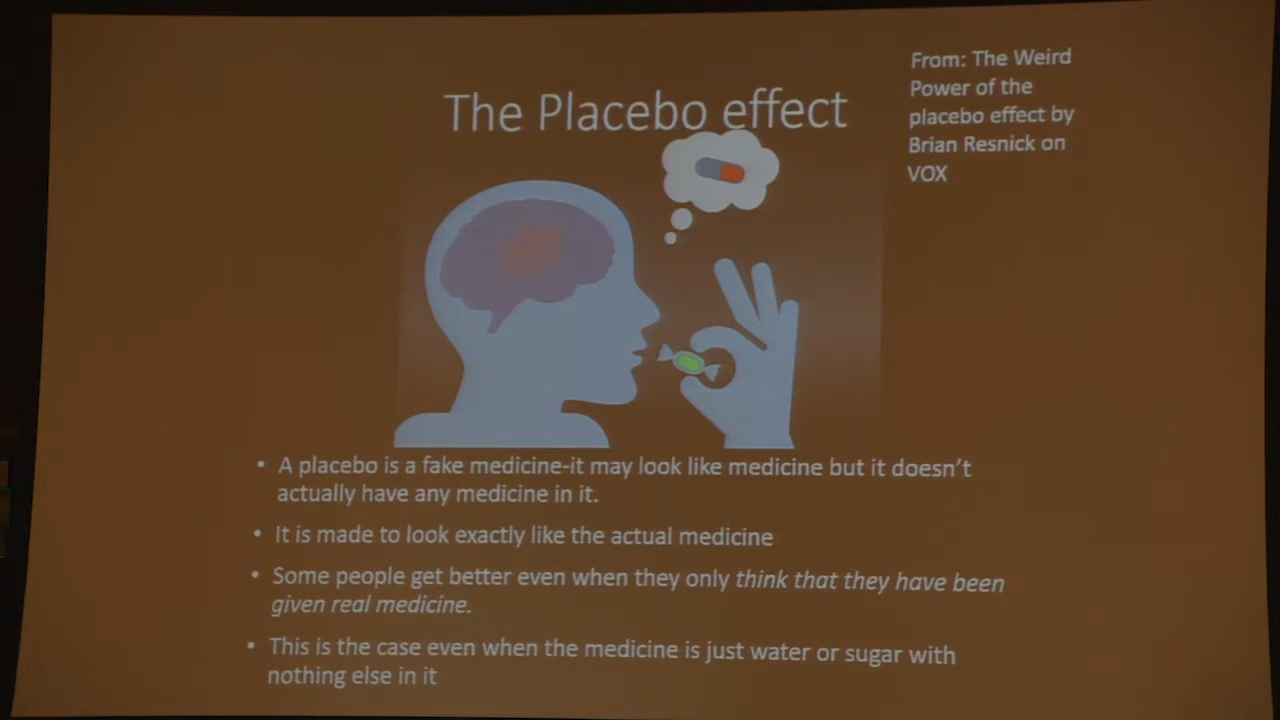 The Placebo effect
From: The Weird
Power of the
placebo effect by
Brian Resnick on
VOX
• A placebo is a fake medicine-it may look like medicine but it doesn't
actually have any medicine in it.
• It is made to look exactly like the actual medicine
• Some people get better even when they only think that they have been
given real medicine.
• This is the case even when the medicine is just water or sugar with
nothing else in it